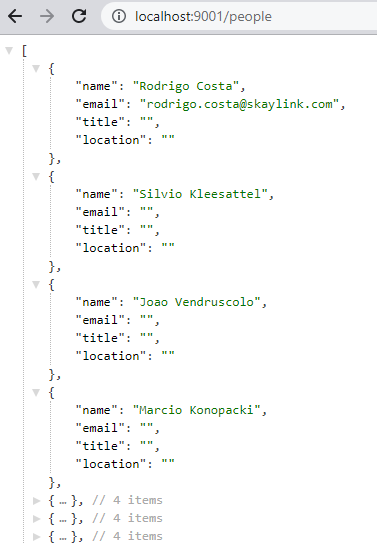 localhost:9001/people
[
{
"name": "Rodrigo Costa",
"email": "rodrigo.costa@skaylink.com",
"title": "",
"location": ""
},
{
"name": "Silvio Kleesattel",
"email": "",
"title": "",
"location": ""
},
{
"name": "Joao Vendruscolo",
"email": "",
"title": "",
"location": ""
},
{
"name": "Marcio Konopacki",
"email": "",
"title": "",
"location": ""
},
{ … }, // 4 items
{ … }, // 4 items
{ … }, // 4 items